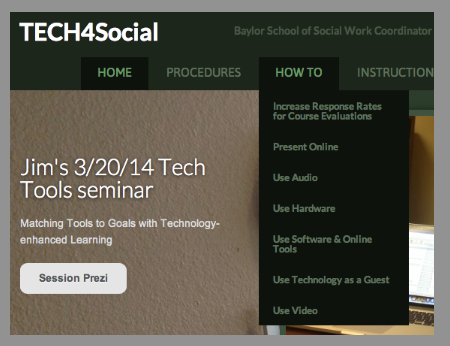 TECH4Social
Baylor School of Social Work Coordinator
HOME
PROCEDURES
HOW TO
INSTRUCTION
Increase Response Rates
for Course Evaluations
Present Online
Use Audio
Use Hardware
Use Software & Online
Tools
Use Technology as a Guest
Use Video
Jim's 3/20/14 Tech
Tools seminar
Matching Tools to Goals with Technology-
enhanced Learning
Session Prezi